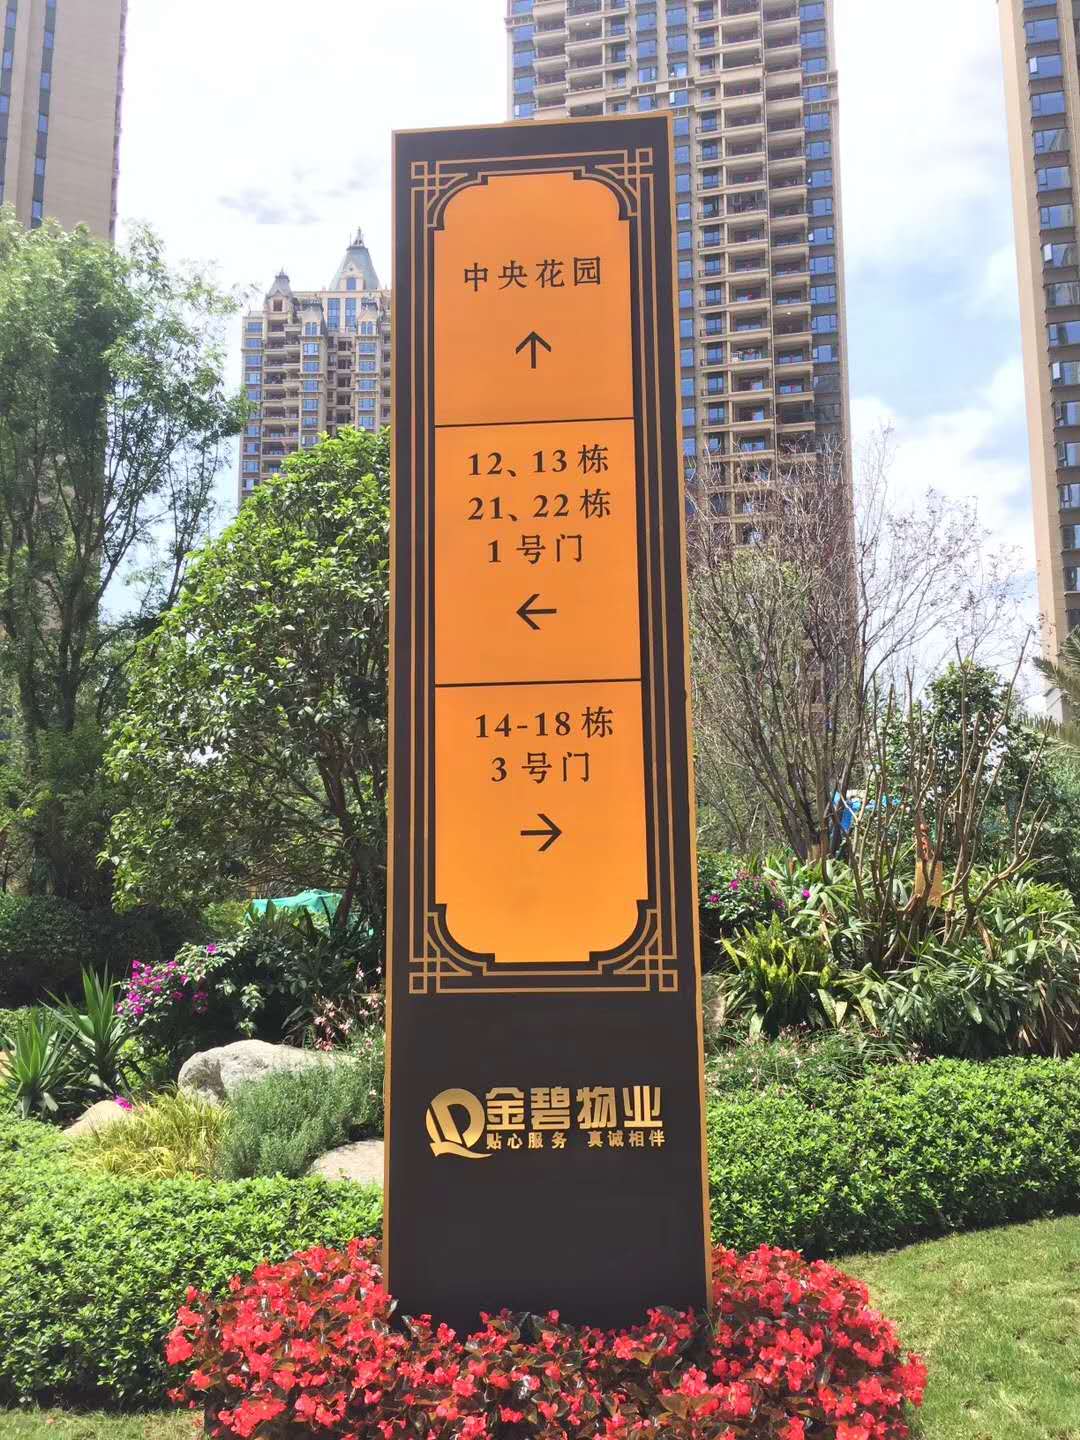 中央花园
↑
12、13栋
21、22栋
1号门
←
14-18栋
3号门
→
金碧物业
贴心服务 真诚相伴